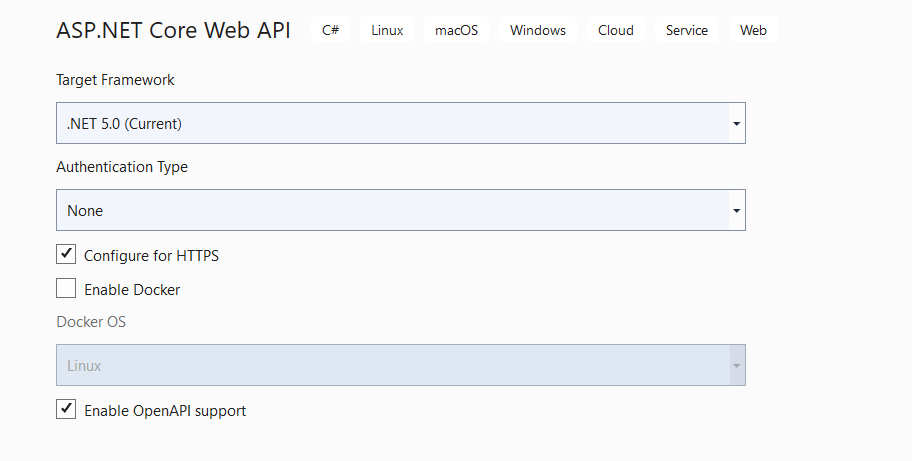 ASP.NET Core Web API C# Linux macOS Windows Cloud Service Web
Target Framework
.NET 5.0 (Current)
Authentication Type
None
Configure for HTTPS
Enable Docker
Docker OS
Linux
Enable OpenAPI support